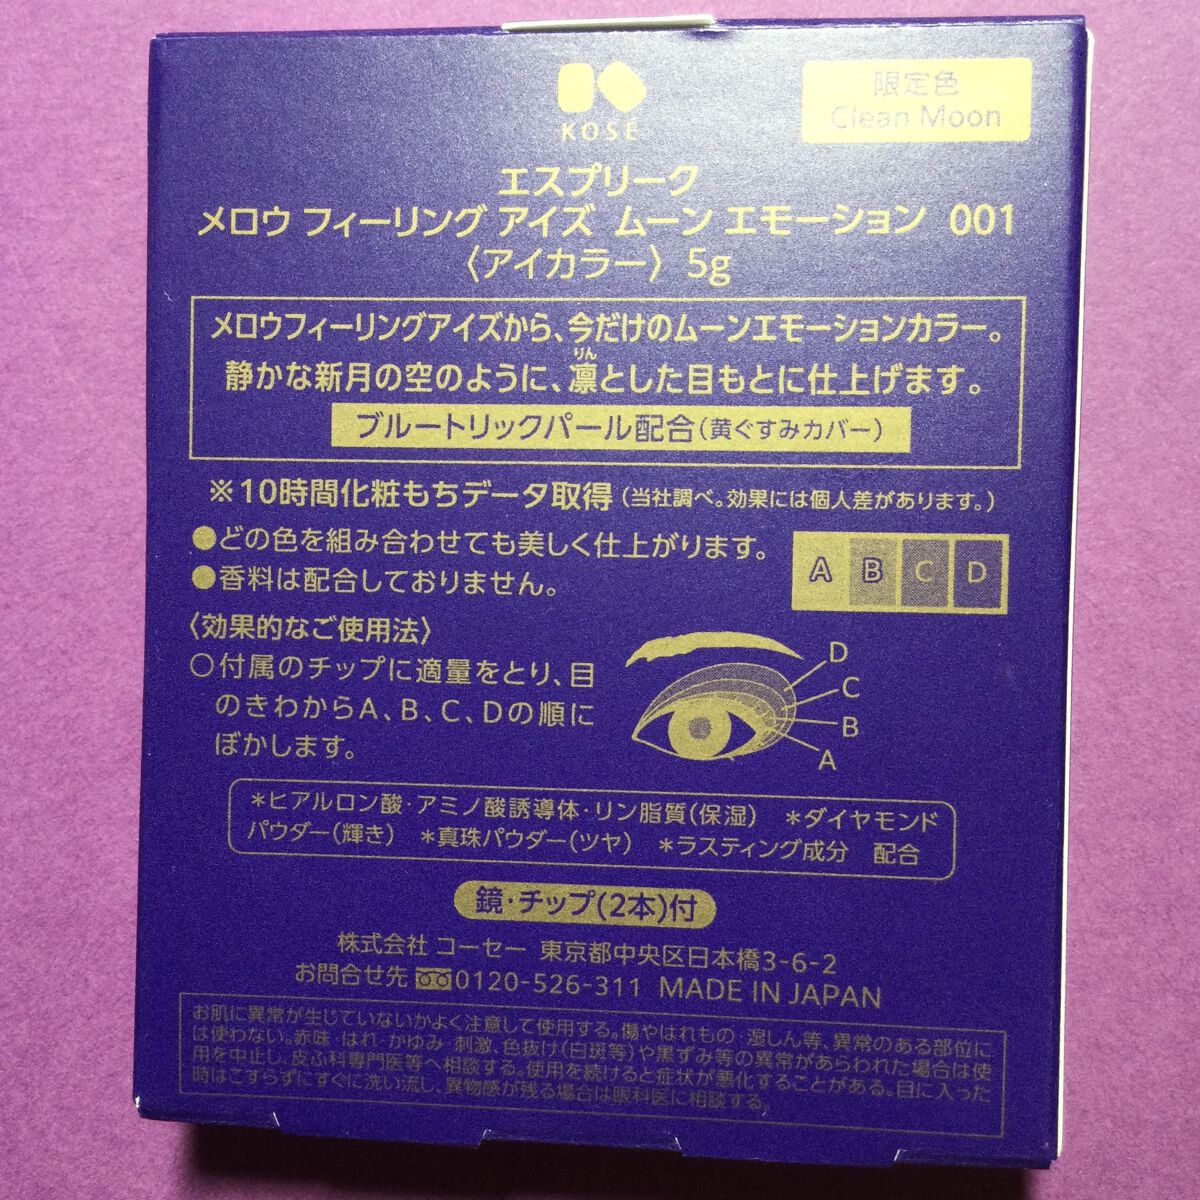 KOSÉ
限定色
Clean Moon
エスプリーク
メロウ フィーリング アイズ ムーン エモーション 001
〈アイカラー〉 5g
メロウフィーリングアイズから、今だけのムーンエモーションカラー。
りん
静かな新月の空のように、凛とした目もとに仕上げます。
ブルートリックパール配合(黄ぐすみカバー)
※10時間化粧もちデータ取得(当社調べ。効果には個人差があります。)
●どの色を組み合わせても美しく仕上がります。
●香料は配合しておりません。
A B C D
〈効果的なご使用法〉
○付属のチップに適量をとり、目
のきわからA、B、C、Dの順に
ぼかします。
D
C
B
A
*ヒアルロン酸・アミノ酸誘導体・リン脂質(保湿) *ダイヤモンド
パウダー(輝き) *真珠パウダー(ツヤ) *ラスティング成分 配合
鏡・チップ(2本)付
株式会社 コーセー 東京都中央区日本橋3-6-2
お問合せ先 0120-526-311 MADE IN JAPAN
お肌に異常が生じていないかよく注意して使用する。傷やはれもの・湿しん等、異常のある部位に
は使わない。赤味・はれ・かゆみ・刺激、色抜け(白斑等)や黒ずみ等の異常があらわれた場合は使
用を中止し、皮ふ科専門医等へ相談する。使用を続けると症状が悪化することがある。目に入った
時はこすらずにすぐに洗い流し、異物感が残る場合は眼科医に相談する。